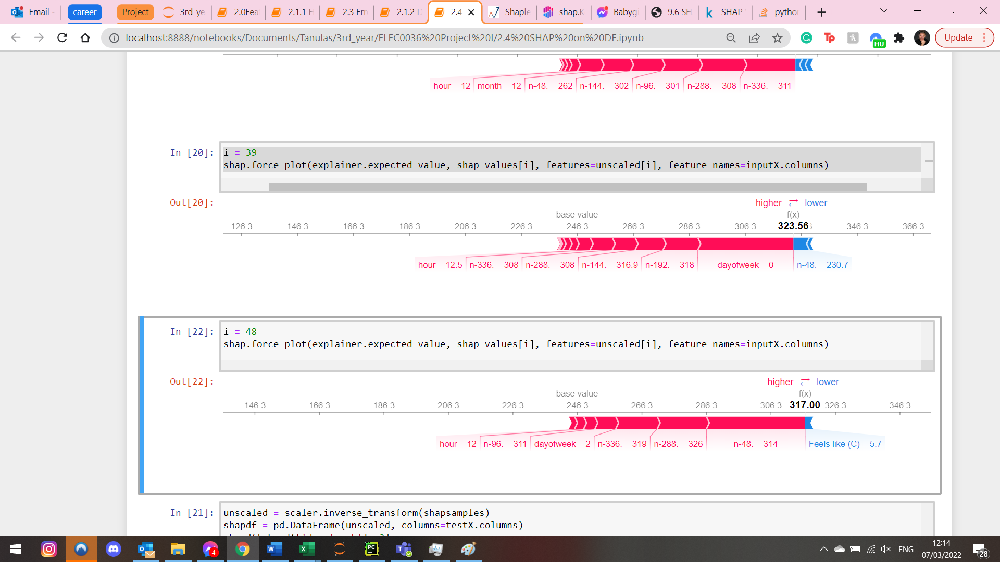 Email
career
Project
3rd_ye
2.0Fea
2.1.1 H
2.3 Err
2.1.2 D
2.4
Shaple
shap.K
Babygi
9.6 SH
SHAP
python
localhost:8888/notebooks/Documents/Tanulas/3rd_year/ELEC0036%20Project%20I/2.4%20SHAP%20on%20DE.ipynb
HU
Update
hour = 12 month = 12 n-48. = 262 n-144. = 302 n-96. = 301 n-288. = 308 n-336. = 311
In [20]:
i = 39
shap.force_plot(explainer.expected_value, shap_values[i], features=unscaled[i], feature_names=inputX.columns)
Out[20]:
higher ⇄ lower
base value f(x)
126.3 146.3 166.3 186.3 206.3 226.3 246.3 266.3 286.3 306.3 323.56 346.3 366.3
hour = 12.5 n-336. = 308 n-288. = 308 n-144. = 316.9 n-192. = 318 dayofweek = 0 n-48. = 230.7
In [22]:
i = 48
shap.force_plot(explainer.expected_value, shap_values[i], features=unscaled[i], feature_names=inputX.columns)
Out[22]:
higher ⇄ lower
base value f(x)
146.3 166.3 186.3 206.3 226.3 246.3 266.3 286.3 306.3 317.00 326.3 346.3
hour = 12 n-96. = 311 dayofweek = 2 n-336. = 319 n-288. = 326 n-48. = 314 Feels like (C) = 5.7
In [21]:
unscaled = scaler.inverse_transform(shapsamples)
shapdf = pd.DataFrame(unscaled, columns=testX.columns)
4
PC
ENG
12:14
07/03/2022
28